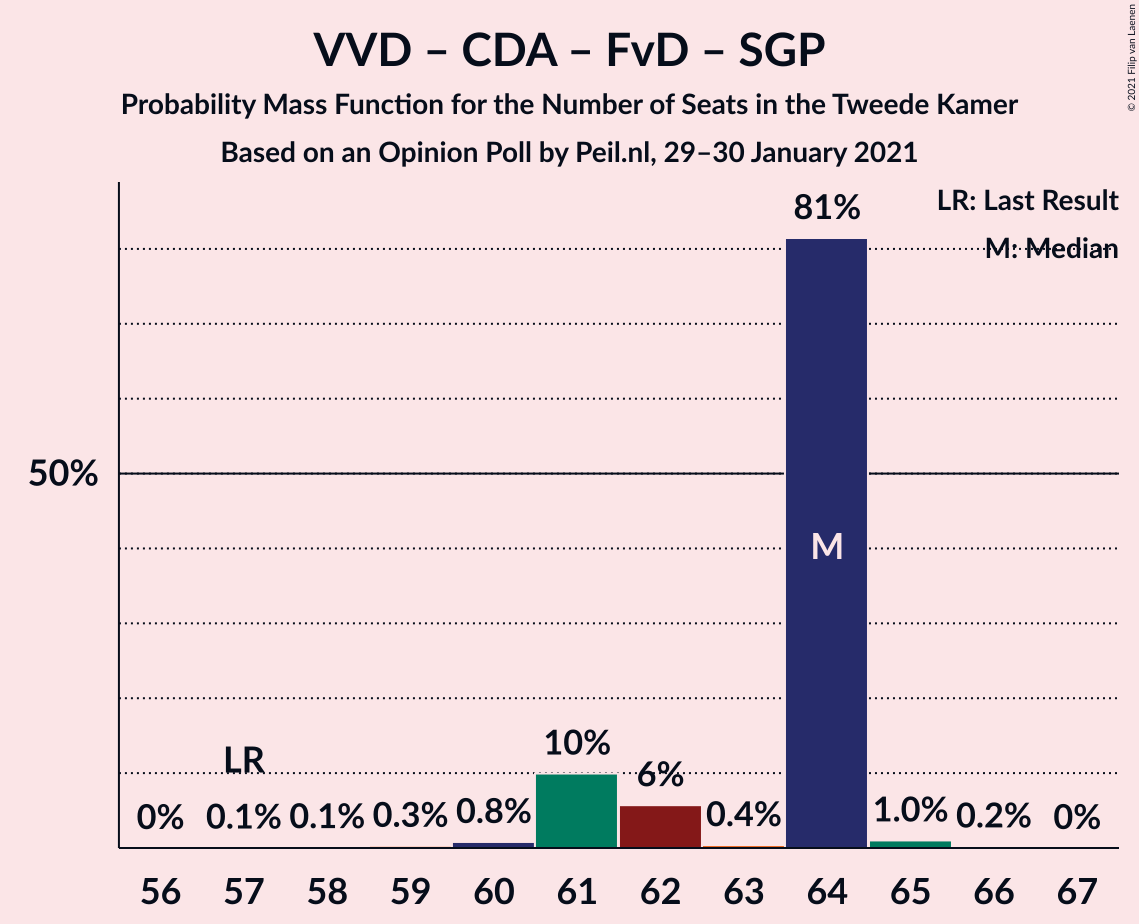 VVD – CDA – FvD – SGP
Probability Mass Function for the Number of Seats in the Tweede Kamer
Based on an Opinion Poll by Peil.nl, 29–30 January 2021
© 2021 Filip van Laenen
LR: Last Result
M: Median
81%
50%
M
LR
10%
6%
0% 0.1% 0.1% 0.3% 0.8% 0.4% 1.0% 0.2% 0%
56 57 58 59 60 61 62 63 64 65 66 67